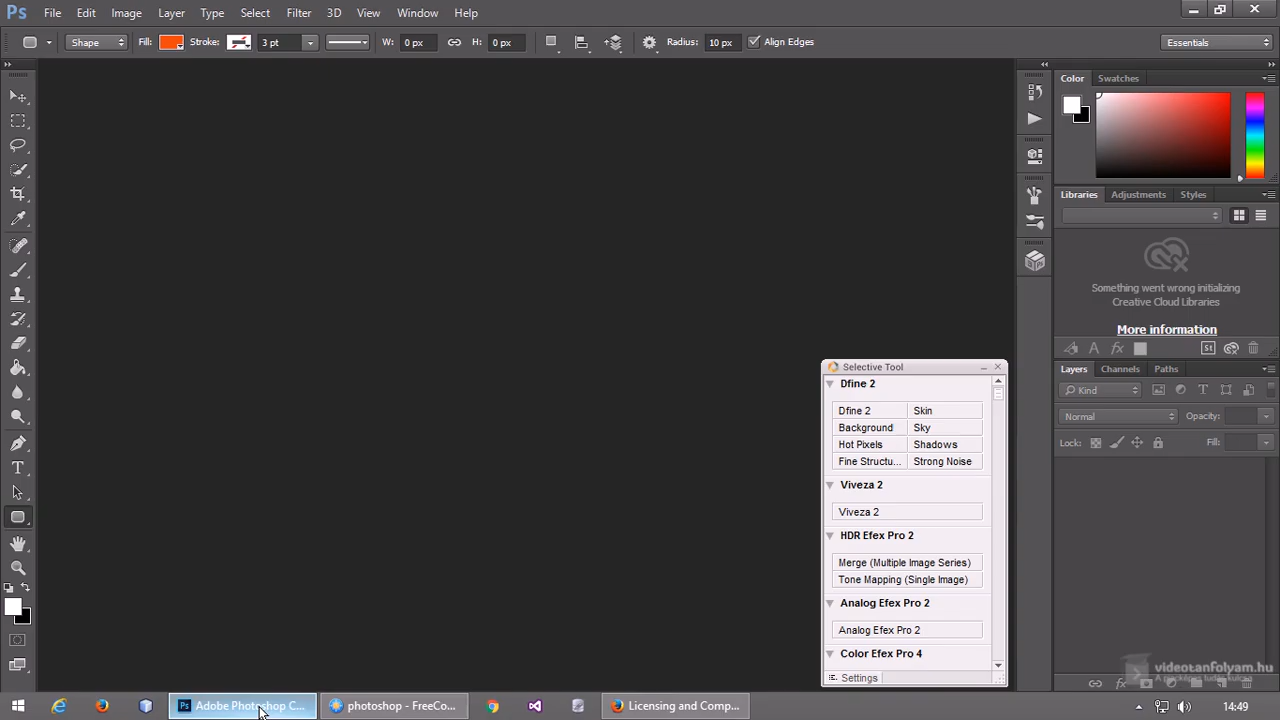 Ps File Edit Image Layer Type Select Filter 3D View Window Help
Shape Fill: Stroke: 3 pt W: 0 px H: 0 px Radius: 10 px Align Edges Essentials
Color Swatches
Libraries Adjustments Styles
Something went wrong initializing
Creative Cloud Libraries
More information
St
Layers Channels Paths
Kind
Normal Opacity:
Lock: Fill:
Selective Tool
Dfine 2
Dfine 2 Skin
Background Sky
Hot Pixels Shadows
Fine Structu... Strong Noise
Viveza 2
Viveza 2
HDR Efex Pro 2
Merge (Multiple Image Series)
Tone Mapping (Single Image)
Analog Efex Pro 2
Analog Efex Pro 2
Color Efex Pro 4
Settings
videotanfolyam.hu
A gyakorlati tudás kulcsa
Ps Adobe Photoshop C... photoshop - FreeCo... Licensing and Comp... 14:49